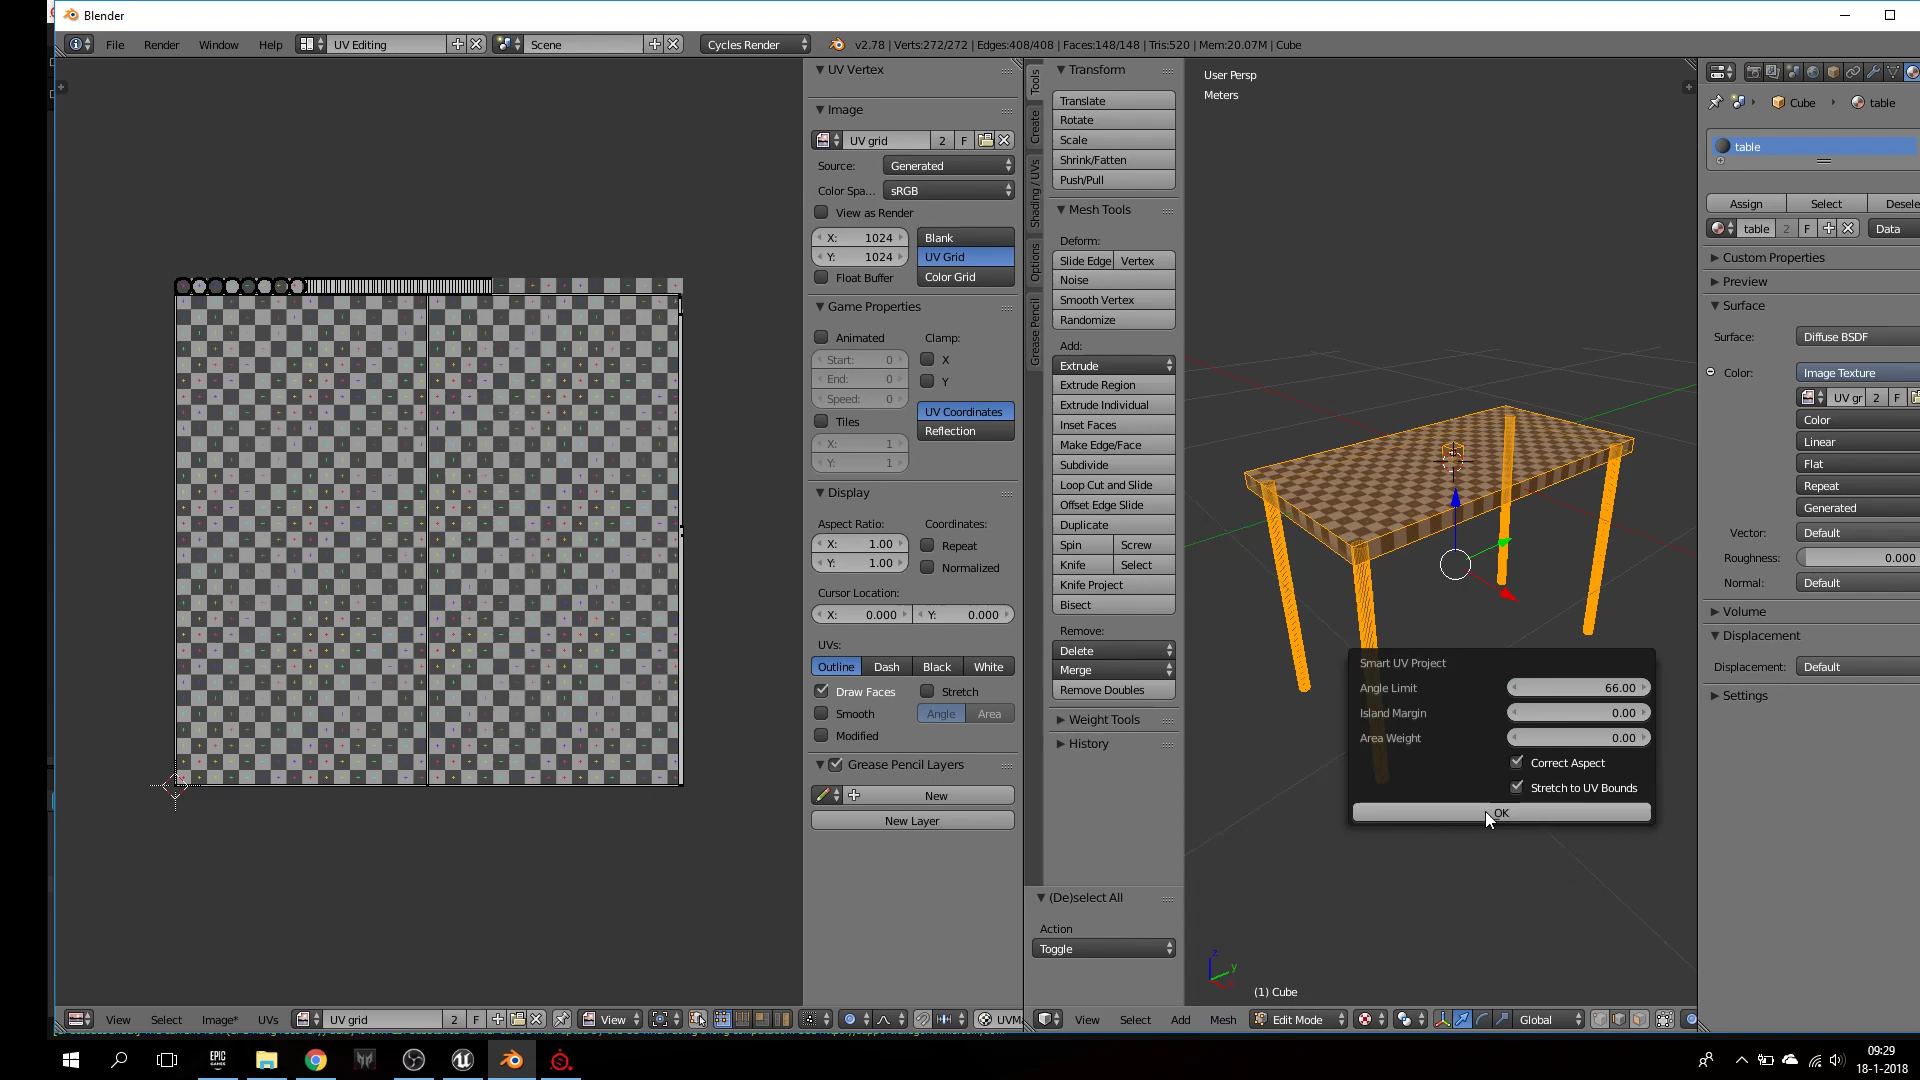 Blender
File Render Window Help UV Editing Scene Cycles Render v2.78 | Verts:272/272 | Edges:408/408 | Faces:148/148 | Tris:520 | Mem:20.07M | Cube
UV Vertex
Image
UV grid 2 F
Source: Generated
Color Spa... sRGB
View as Render
X: 1024 Blank
Y: 1024 UV Grid
Float Buffer Color Grid
Game Properties
Animated Clamp:
Start: 0 X
End: 0 Y
Speed: 0
Tiles UV Coordinates
X: 1 Reflection
Y: 1
Display
Aspect Ratio: Coordinates:
X: 1.00 Repeat
Y: 1.00 Normalized
Cursor Location:
X: 0.000 Y: 0.000
UVs:
Outline Dash Black White
Draw Faces Stretch
Smooth Angle Area
Modified
Grease Pencil Layers
New
New Layer
Tools
Create
Shading / UVs
Options
Grease Pencil
Transform
Translate
Rotate
Scale
Shrink/Fatten
Push/Pull
Mesh Tools
Deform:
Slide Edge Vertex
Noise
Smooth Vertex
Randomize
Add:
Extrude
Extrude Region
Extrude Individual
Inset Faces
Make Edge/Face
Subdivide
Loop Cut and Slide
Offset Edge Slide
Duplicate
Spin Screw
Knife Select
Knife Project
Bisect
Remove:
Delete
Merge
Remove Doubles
Weight Tools
History
(De)select All
Action
Toggle
User Persp
Meters
Smart UV Project
Angle Limit 66.00
Island Margin 0.00
Area Weight 0.00
Correct Aspect
Stretch to UV Bounds
OK
z
y
(1) Cube
Cube table
table
Assign Select Desele
table 2 F Data
Custom Properties
Preview
Surface
Surface: Diffuse BSDF
Color: Image Texture
UV gr 2 F
Color
Linear
Flat
Repeat
Generated
Vector: Default
Roughness: 0.000
Normal: Default
Volume
Displacement
Displacement: Default
Settings
View Select Image* UVs UV grid 2 F View UVM
View Select Add Mesh Edit Mode Global
EPIC GAMES
09:29
18-1-2018